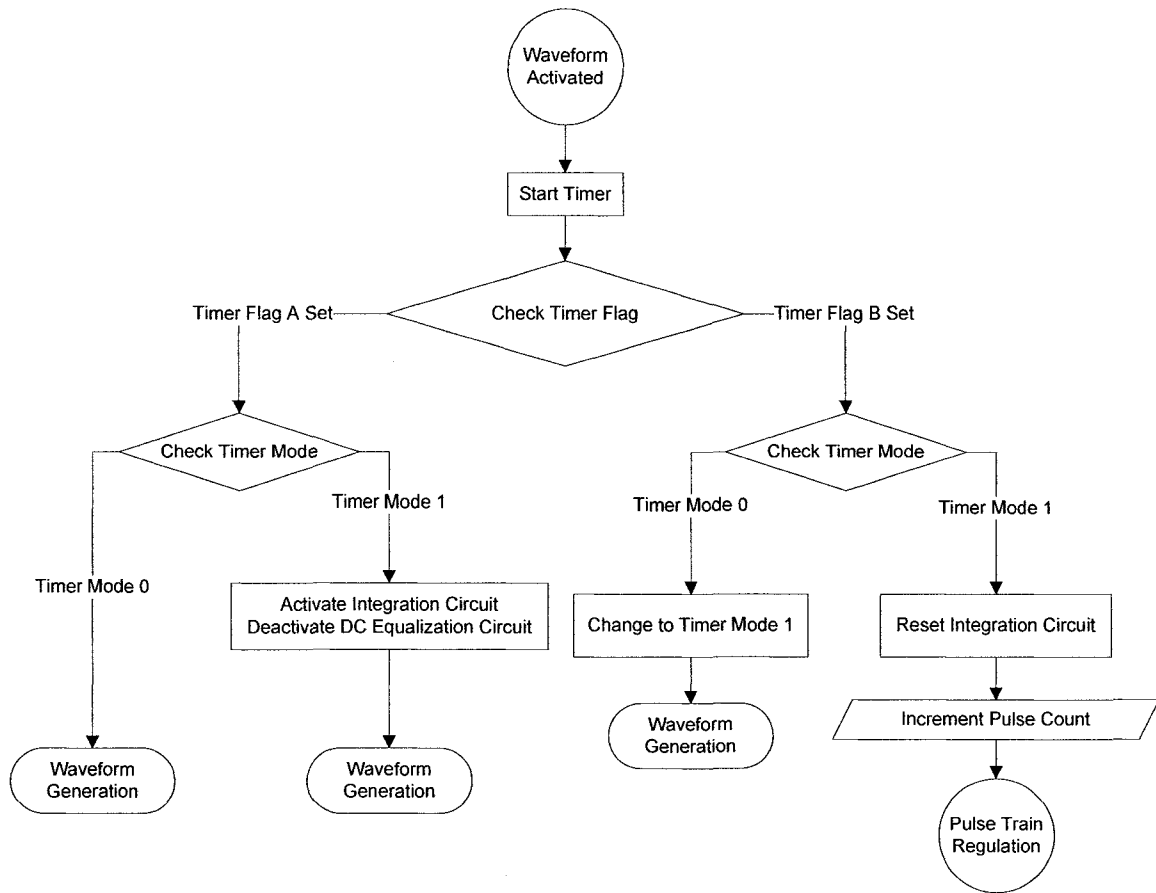 Waveform
Activated
Start Timer
Timer Flag A Set
Check Timer Flag
Timer Flag B Set
Check Timer Mode
Check Timer Mode
Timer Mode 1
Timer Mode 0
Timer Mode 1
Timer Mode 0
Activate Integration Circuit
Deactivate DC Equalization Circuit
Change to Timer Mode 1
Reset Integration Circuit
Waveform
Generation
Increment Pulse Count
Waveform
Generation
Waveform
Generation
Pulse Train
Regulation